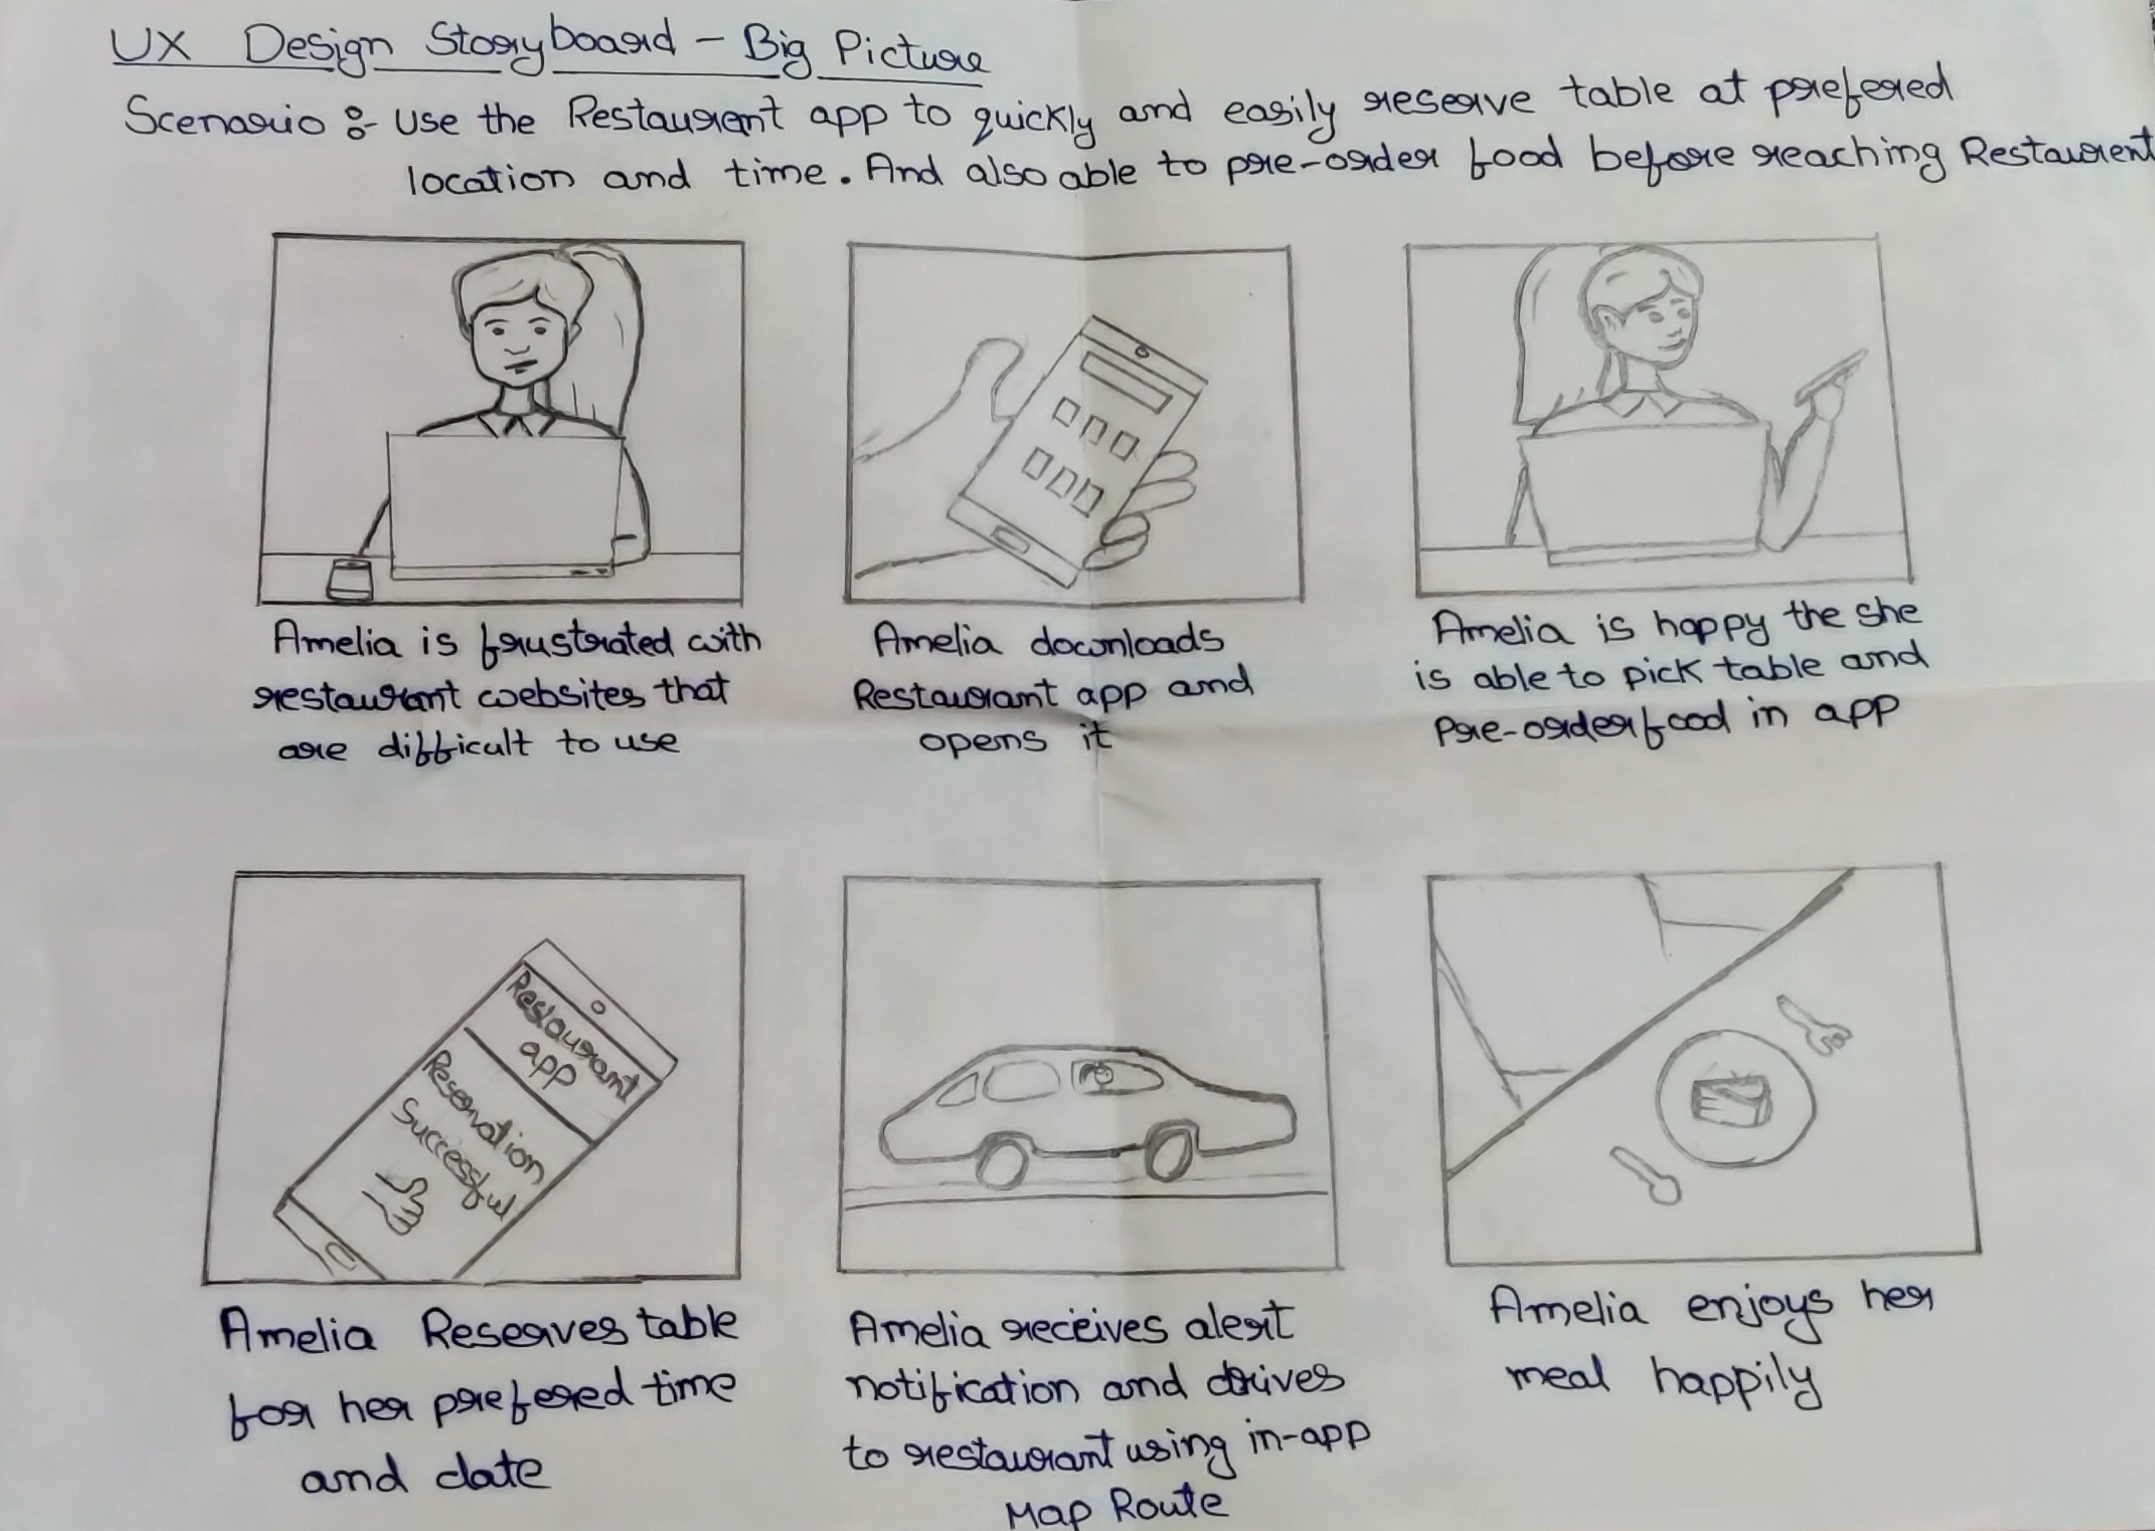 UX Design Storyboard - Big Picture
Scenario :- Use the Restaurent app to quickly and easily reserve table at prefered
location and time. And also able to pre-order food before reaching Restaurent
Amelia is frustrated with
restaurant websites that
are difficult to use
Amelia downloads
Restaurant app and
opens it
Amelia is happy the she
is able to pick table and
Pre-order food in app
Restaurant
app
Reservation
Successful
Amelia Reserves table
for her prefered time
and date
Amelia receives alert
notification and drives
to restaurant using in-app
Map Route
Amelia enjoys her
meal happily